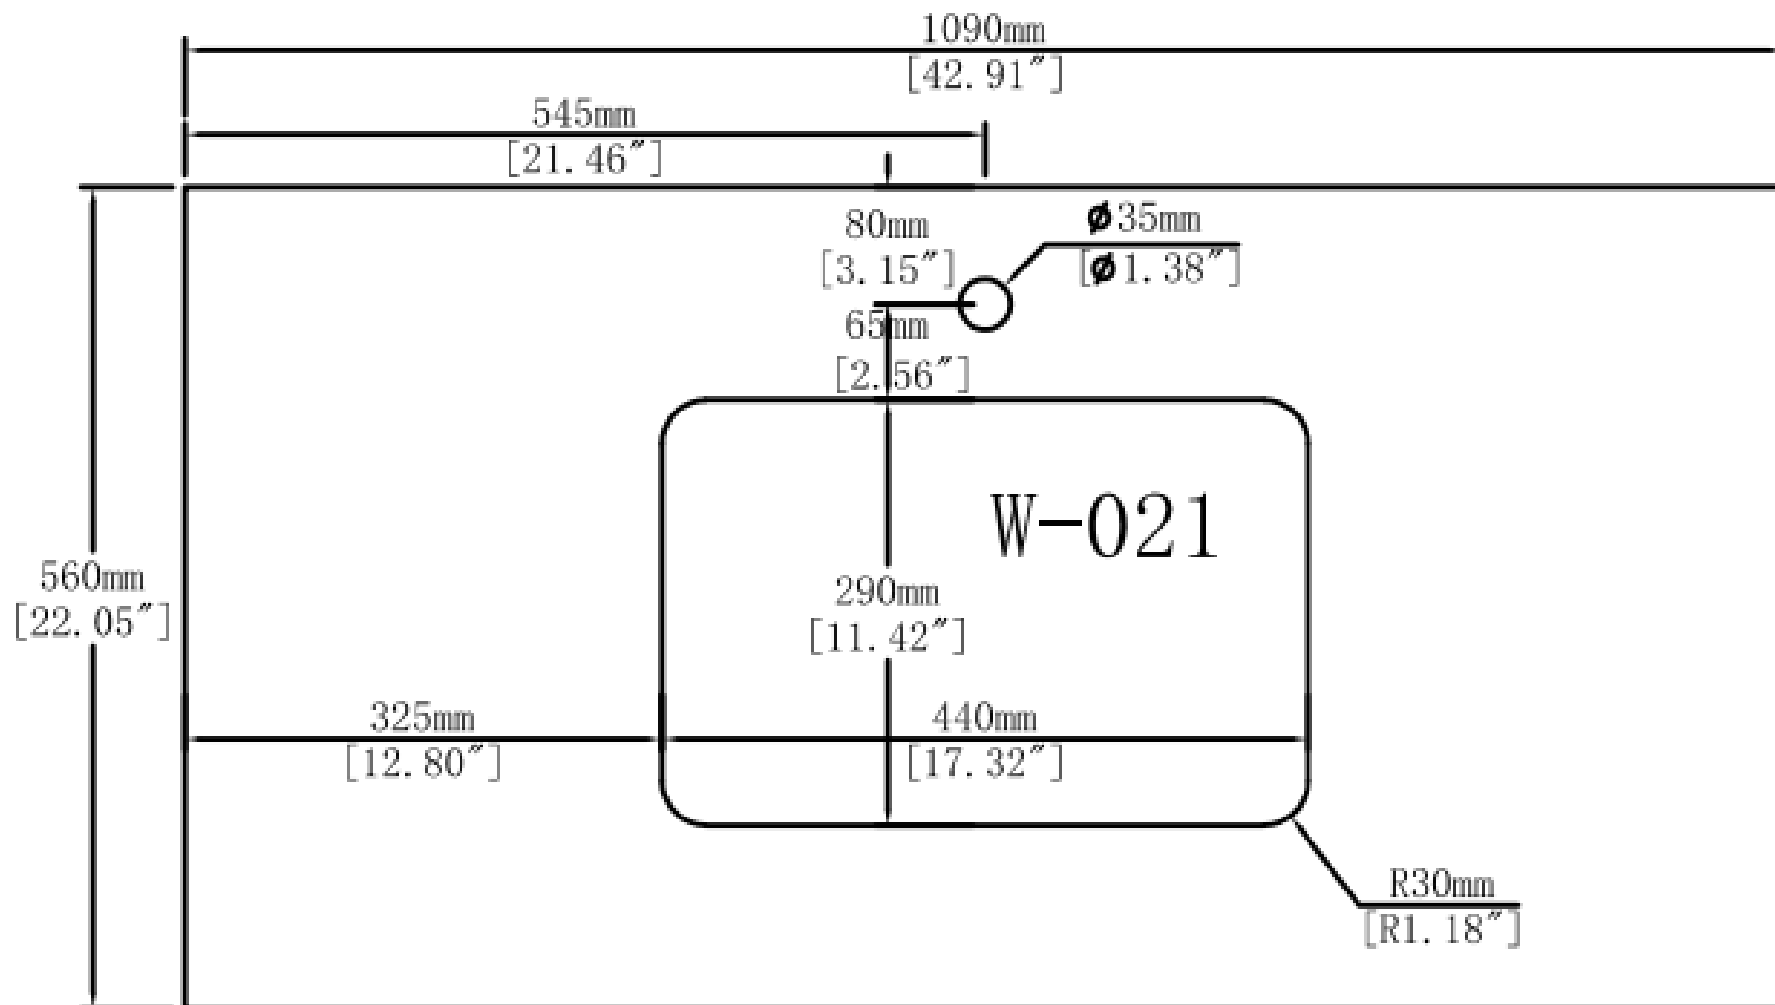 1090mm
[42.91"]
545mm
[21.46"]
80mm
[3.15"]
ø35mm
[ø1.38"]
65mm
[2.56"]
W-021
560mm
[22.05"]
290mm
[11.42"]
325mm
[12.80"]
440mm
[17.32"]
R30mm
[R1.18"]